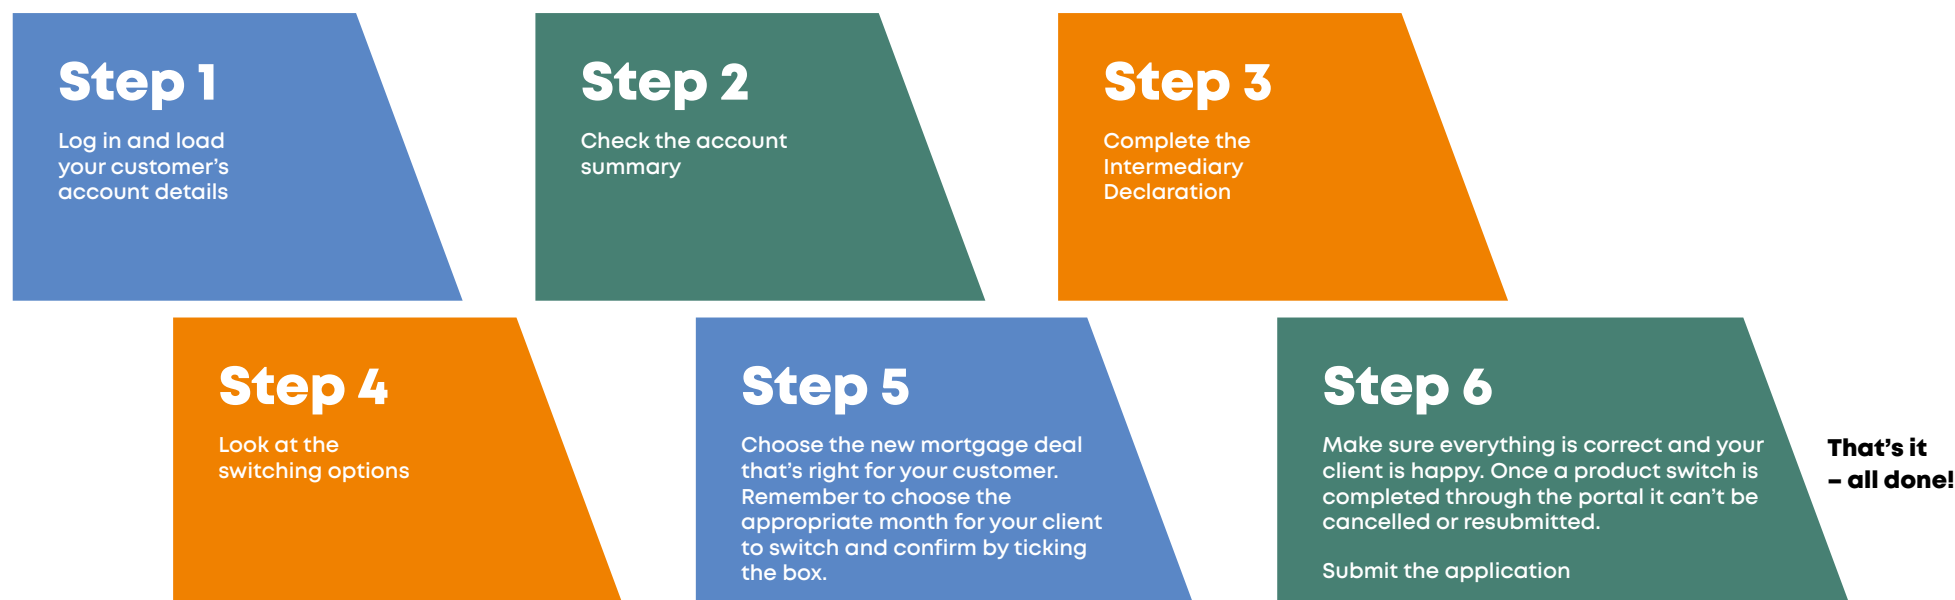 Step 1
Log in and load
your customer’s
account details
Step 2
Check the account
summary
Step 3
Complete the
Intermediary
Declaration
Step 4
Look at the
switching options
Step 5
Choose the new mortgage deal
that’s right for your customer.
Remember to choose the
appropriate month for your client
to switch and confirm by ticking
the box.
Step 6
Make sure everything is correct and your
client is happy. Once a product switch is
completed through the portal it can’t be
cancelled or resubmitted.
Submit the application
That’s it
– all done!